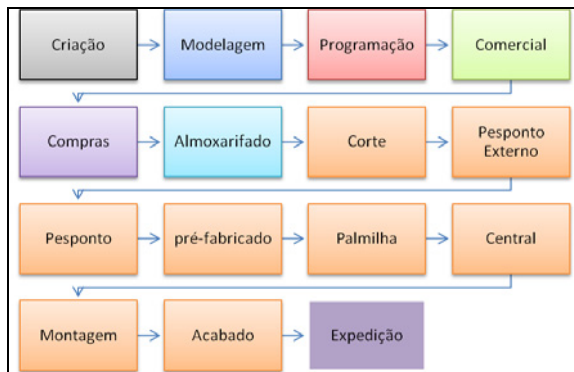 Criação
Modelagem
Programação
Comercial
Compras
Almoxarifado
Corte
Pesponto
Externo
Pesponto
pré-fabricado
Palmilha
Central
Montagem
Acabado
Expedição